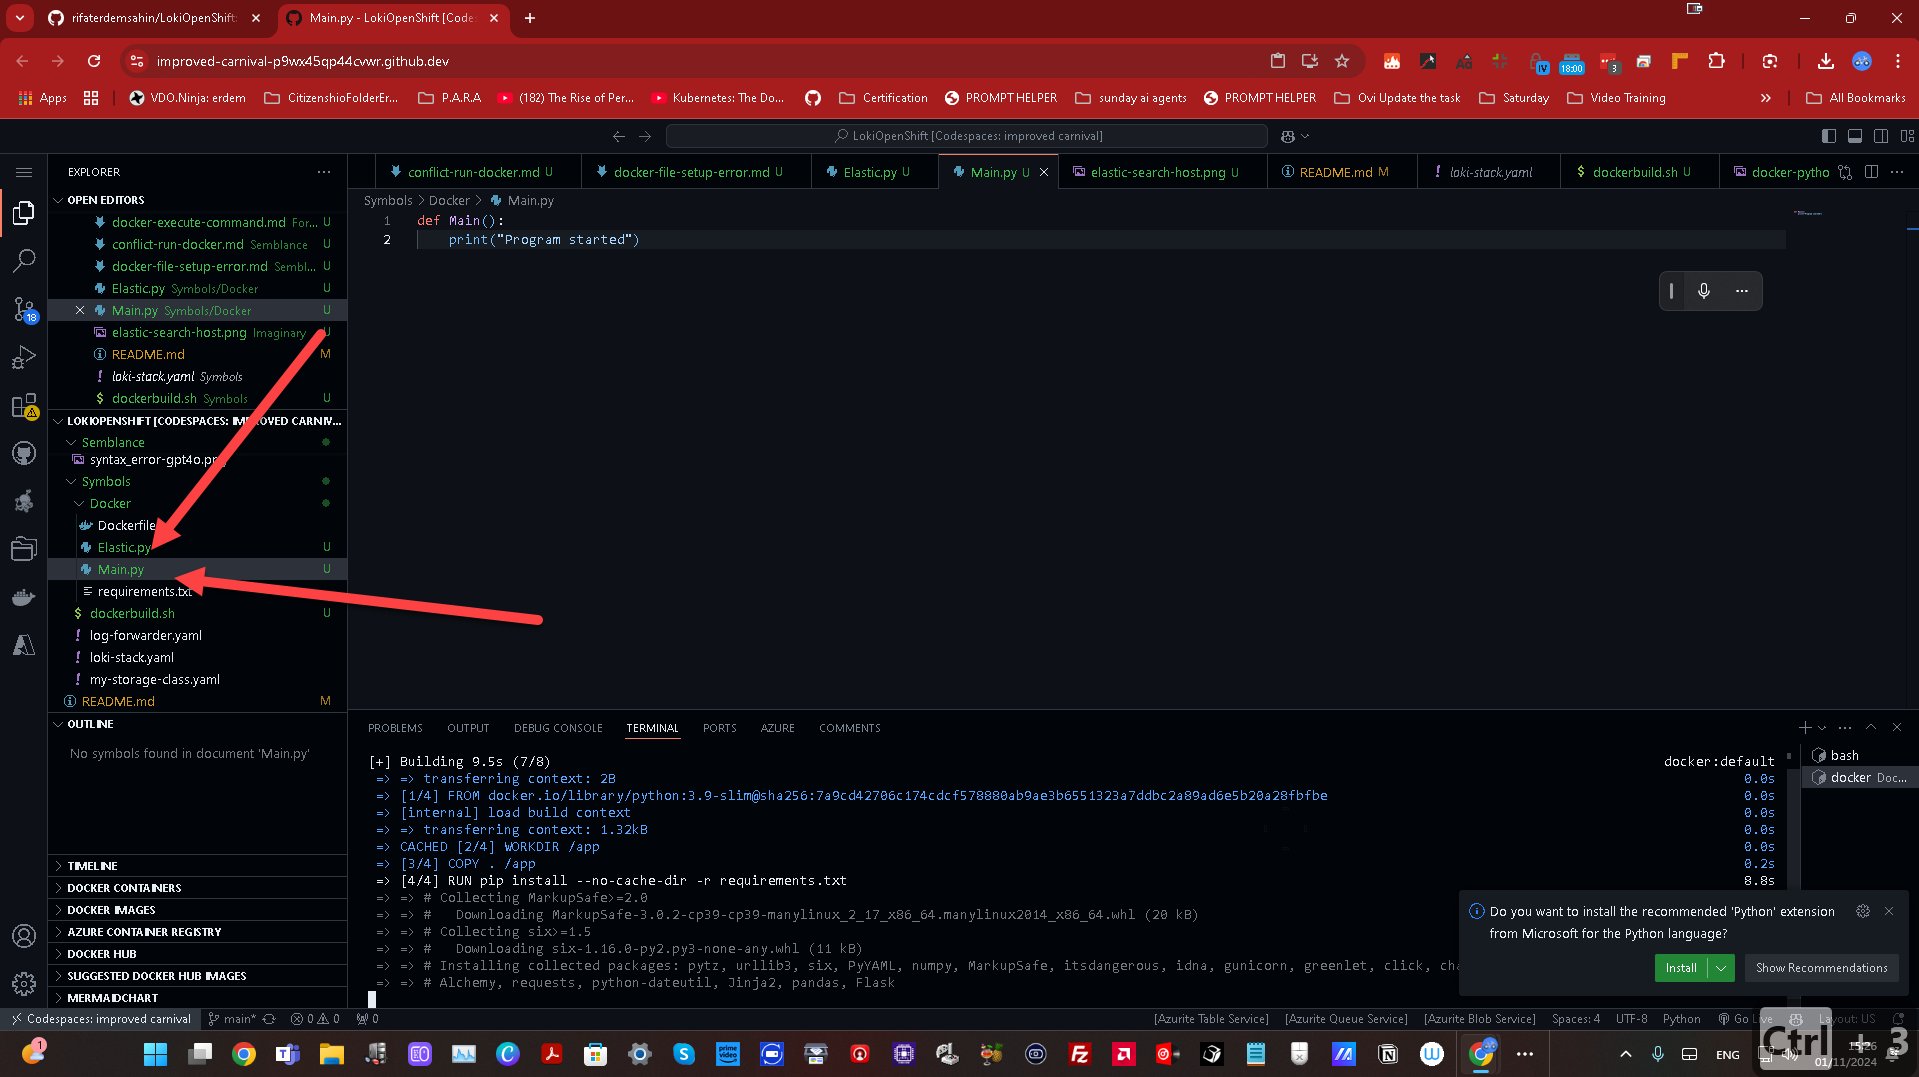 rifaterdemsahin/LokiOpenShift
Main.py - LokiOpenShift [Code
improved-carnival-p9wx45qp44cvwr.github.dev
18:00
3
Apps
VDO.Ninja: erdem
CitizenshioFolderEr...
P.A.R.A
(182) The Rise of Per...
Kubernetes: The Do...
Certification
PROMPT HELPER
sunday ai agents
PROMPT HELPER
Ovi Update the task
Saturday
Video Training
All Bookmarks
LokiOpenShift [Codespaces: improved carnival]
EXPLORER
conflict-run-docker.md U
docker-file-setup-error.md U
Elastic.py U
Main.py U
elastic-search-host.png U
README.md M
loki-stack.yaml
dockerbuild.sh U
docker-pytho
OPEN EDITORS
docker-execute-command.md For... U
conflict-run-docker.md Semblance U
docker-file-setup-error.md Sembl... U
Elastic.py Symbols/Docker U
Main.py Symbols/Docker U
elastic-search-host.png Imaginary U
README.md M
loki-stack.yaml Symbols
dockerbuild.sh Symbols U
Symbols > Docker > Main.py
1 def Main():
2 print("Program started")
18
LOKIOPENSHIFT [CODESPACES: IMPROVED CARNIV...
Semblance
syntax_error-gpt4o.png
Symbols
Docker
Dockerfile
Elastic.py U
Main.py U
requirements.txt
dockerbuild.sh U
log-forwarder.yaml
loki-stack.yaml
my-storage-class.yaml
README.md M
OUTLINE
No symbols found in document 'Main.py'
TIMELINE
DOCKER CONTAINERS
DOCKER IMAGES
AZURE CONTAINER REGISTRY
DOCKER HUB
SUGGESTED DOCKER HUB IMAGES
MERMAIDCHART
PROBLEMS OUTPUT DEBUG CONSOLE TERMINAL PORTS AZURE COMMENTS
bash
docker Doc...
[+] Building 9.5s (7/8) docker:default
=> => transferring context: 2B 0.0s
=> [1/4] FROM docker.io/library/python:3.9-slim@sha256:7a9cd42706c174cdcf578880ab9ae3b6551323a7ddbc2a89ad6e5b20a28fbfbe 0.0s
=> [internal] load build context 0.0s
=> => transferring context: 1.32kB 0.0s
=> CACHED [2/4] WORKDIR /app 0.0s
=> [3/4] COPY . /app 0.2s
=> [4/4] RUN pip install --no-cache-dir -r requirements.txt 8.8s
=> => # Collecting MarkupSafe>=2.0
=> => # Downloading MarkupSafe-3.0.2-cp39-cp39-manylinux_2_17_x86_64.manylinux2014_x86_64.whl (20 kB)
=> => # Collecting six>=1.5
=> => # Downloading six-1.16.0-py2.py3-none-any.whl (11 kB)
=> => # Installing collected packages: pytz, urllib3, six, PyYAML, numpy, MarkupSafe, itsdangerous, idna, gunicorn, greenlet, click, cha
=> => # Alchemy, requests, python-dateutil, Jinja2, pandas, Flask
Do you want to install the recommended 'Python' extension
from Microsoft for the Python language?
Install
Show Recommendations
Codespaces: improved carnival main* 0 0 0
[Azurite Table Service] [Azurite Queue Service] [Azurite Blob Service] Spaces: 4 UTF-8 Python Go Live Layout: US
Ctrl + 3
1
ENG
15:26
01/11/2024